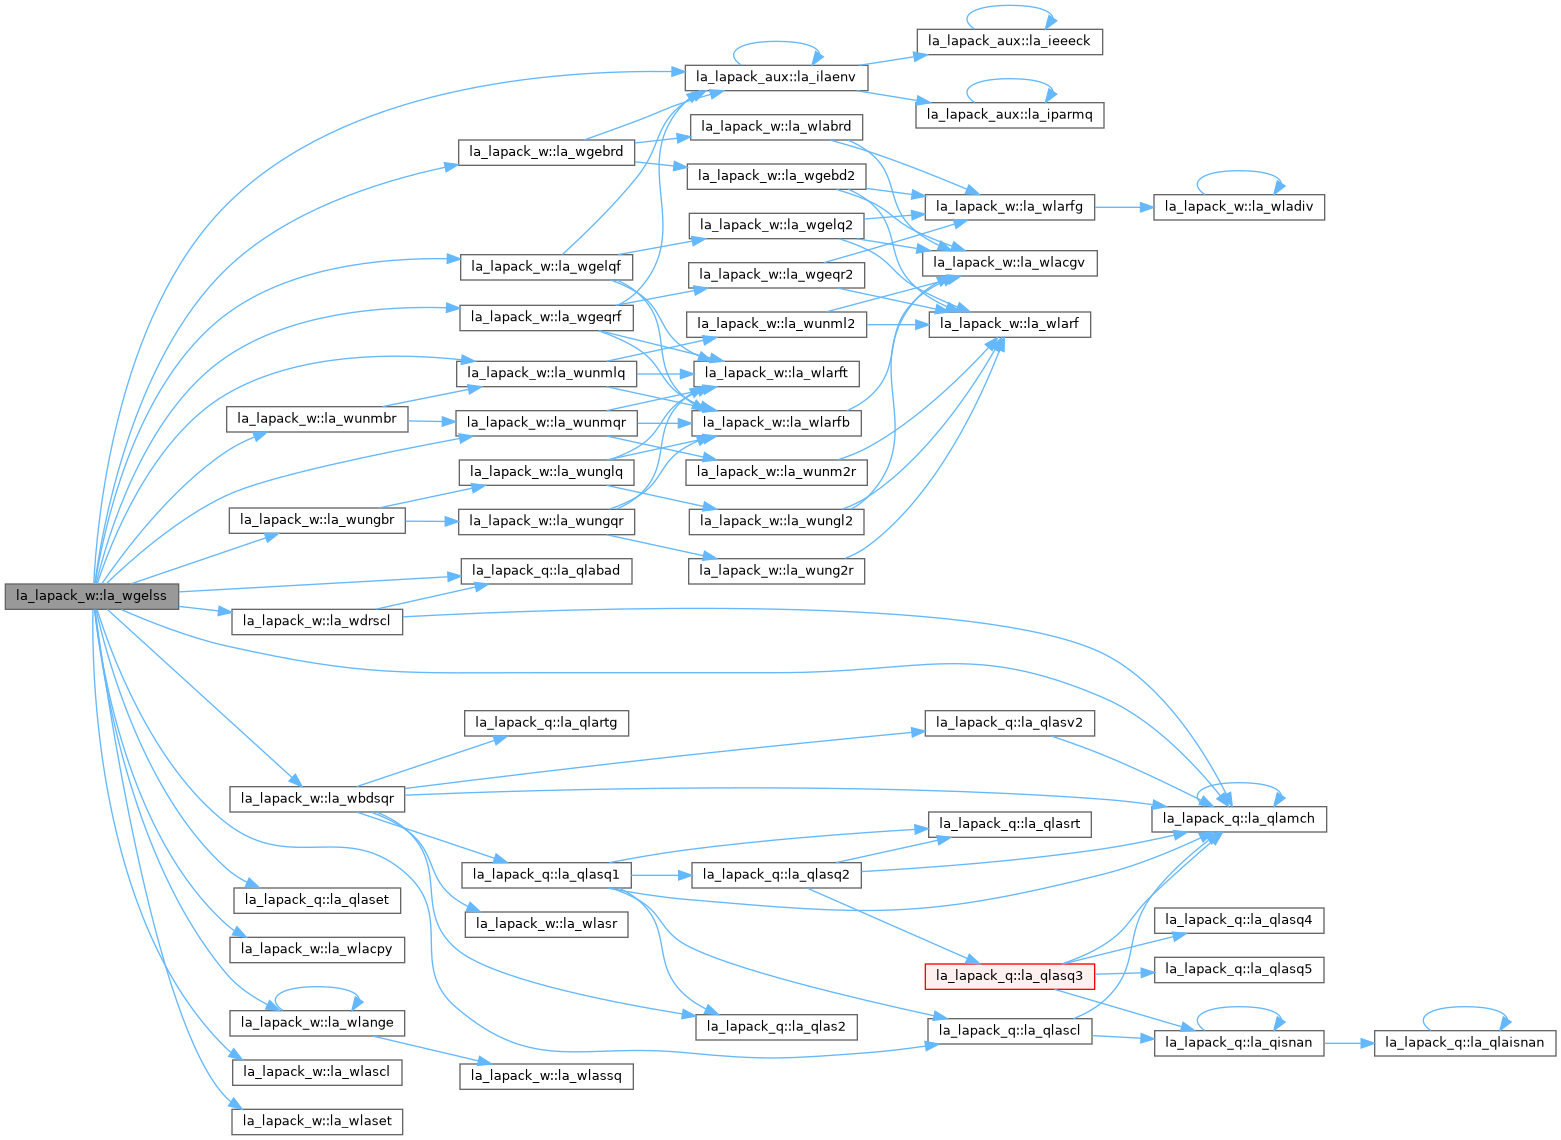 la_lapack_aux::la_ieeeck
la_lapack_aux::la_ilaenv
la_lapack_aux::la_iparmq
la_lapack_w::la_wlabrd
la_lapack_w::la_wgebrd
la_lapack_w::la_wgebd2
la_lapack_w::la_wlarfg
la_lapack_w::la_wladiv
la_lapack_w::la_wgelq2
la_lapack_w::la_wgelqf
la_lapack_w::la_wlacgv
la_lapack_w::la_wgeqr2
la_lapack_w::la_wgeqrf
la_lapack_w::la_wunml2
la_lapack_w::la_wlarf
la_lapack_w::la_wunmlq
la_lapack_w::la_wlarft
la_lapack_w::la_wunmbr
la_lapack_w::la_wunmqr
la_lapack_w::la_wlarfb
la_lapack_w::la_wunglq
la_lapack_w::la_wunm2r
la_lapack_w::la_wungbr
la_lapack_w::la_wungqr
la_lapack_w::la_wungl2
la_lapack_q::la_qlabad
la_lapack_w::la_wung2r
la_lapack_w::la_wgelss
la_lapack_w::la_wdrscl
la_lapack_q::la_qlartg
la_lapack_q::la_qlasv2
la_lapack_w::la_wbdsqr
la_lapack_q::la_qlamch
la_lapack_q::la_qlasrt
la_lapack_q::la_qlasq1
la_lapack_q::la_qlasq2
la_lapack_q::la_qlaset
la_lapack_w::la_wlasr
la_lapack_q::la_qlasq4
la_lapack_w::la_wlacpy
la_lapack_q::la_qlasq3
la_lapack_q::la_qlasq5
la_lapack_w::la_wlange
la_lapack_q::la_qlas2
la_lapack_q::la_qlascl
la_lapack_q::la_qisnan
la_lapack_q::la_qlaisnan
la_lapack_w::la_wlascl
la_lapack_w::la_wlassq
la_lapack_w::la_wlaset